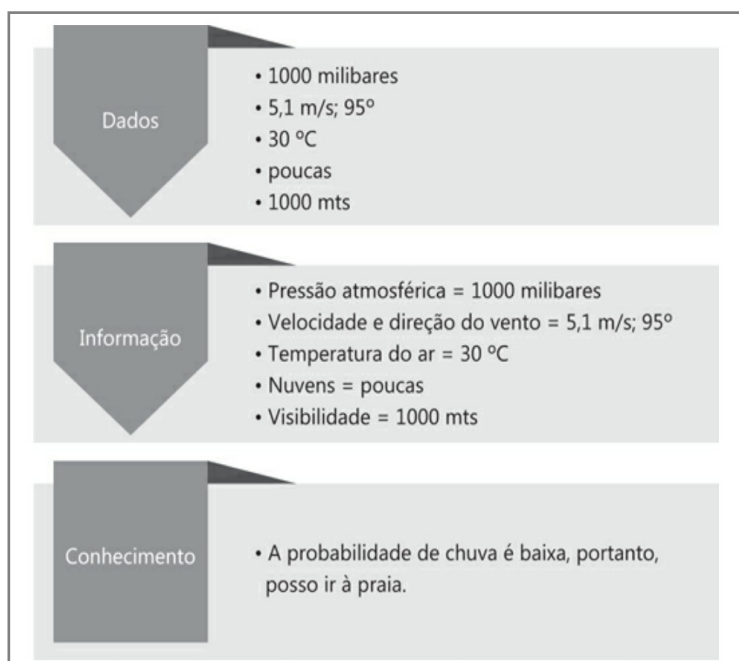 Dados
• 1000 milibares
• 5,1 m/s; 95º
• 30 ºC
• poucas
• 1000 mts
Informação
• Pressão atmosférica = 1000 milibares
• Velocidade e direção do vento = 5,1 m/s; 95º
• Temperatura do ar = 30 ºC
• Nuvens = poucas
• Visibilidade = 1000 mts
Conhecimento
• A probabilidade de chuva é baixa, portanto,
posso ir à praia.